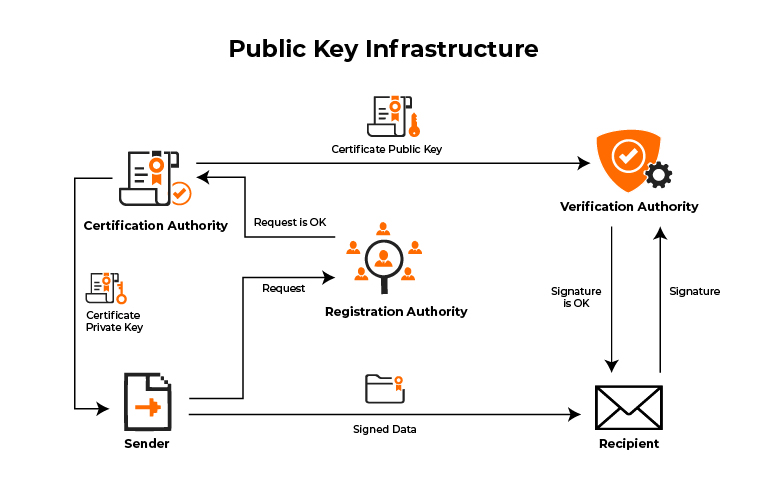 Public Key Infrastructure
Certificate Public Key
Certification Authority
Verification Authority
Request is OK
Registration Authority
Request
Certificate
Private Key
Signature
is OK
Signature
Signed Data
Sender
Recipient